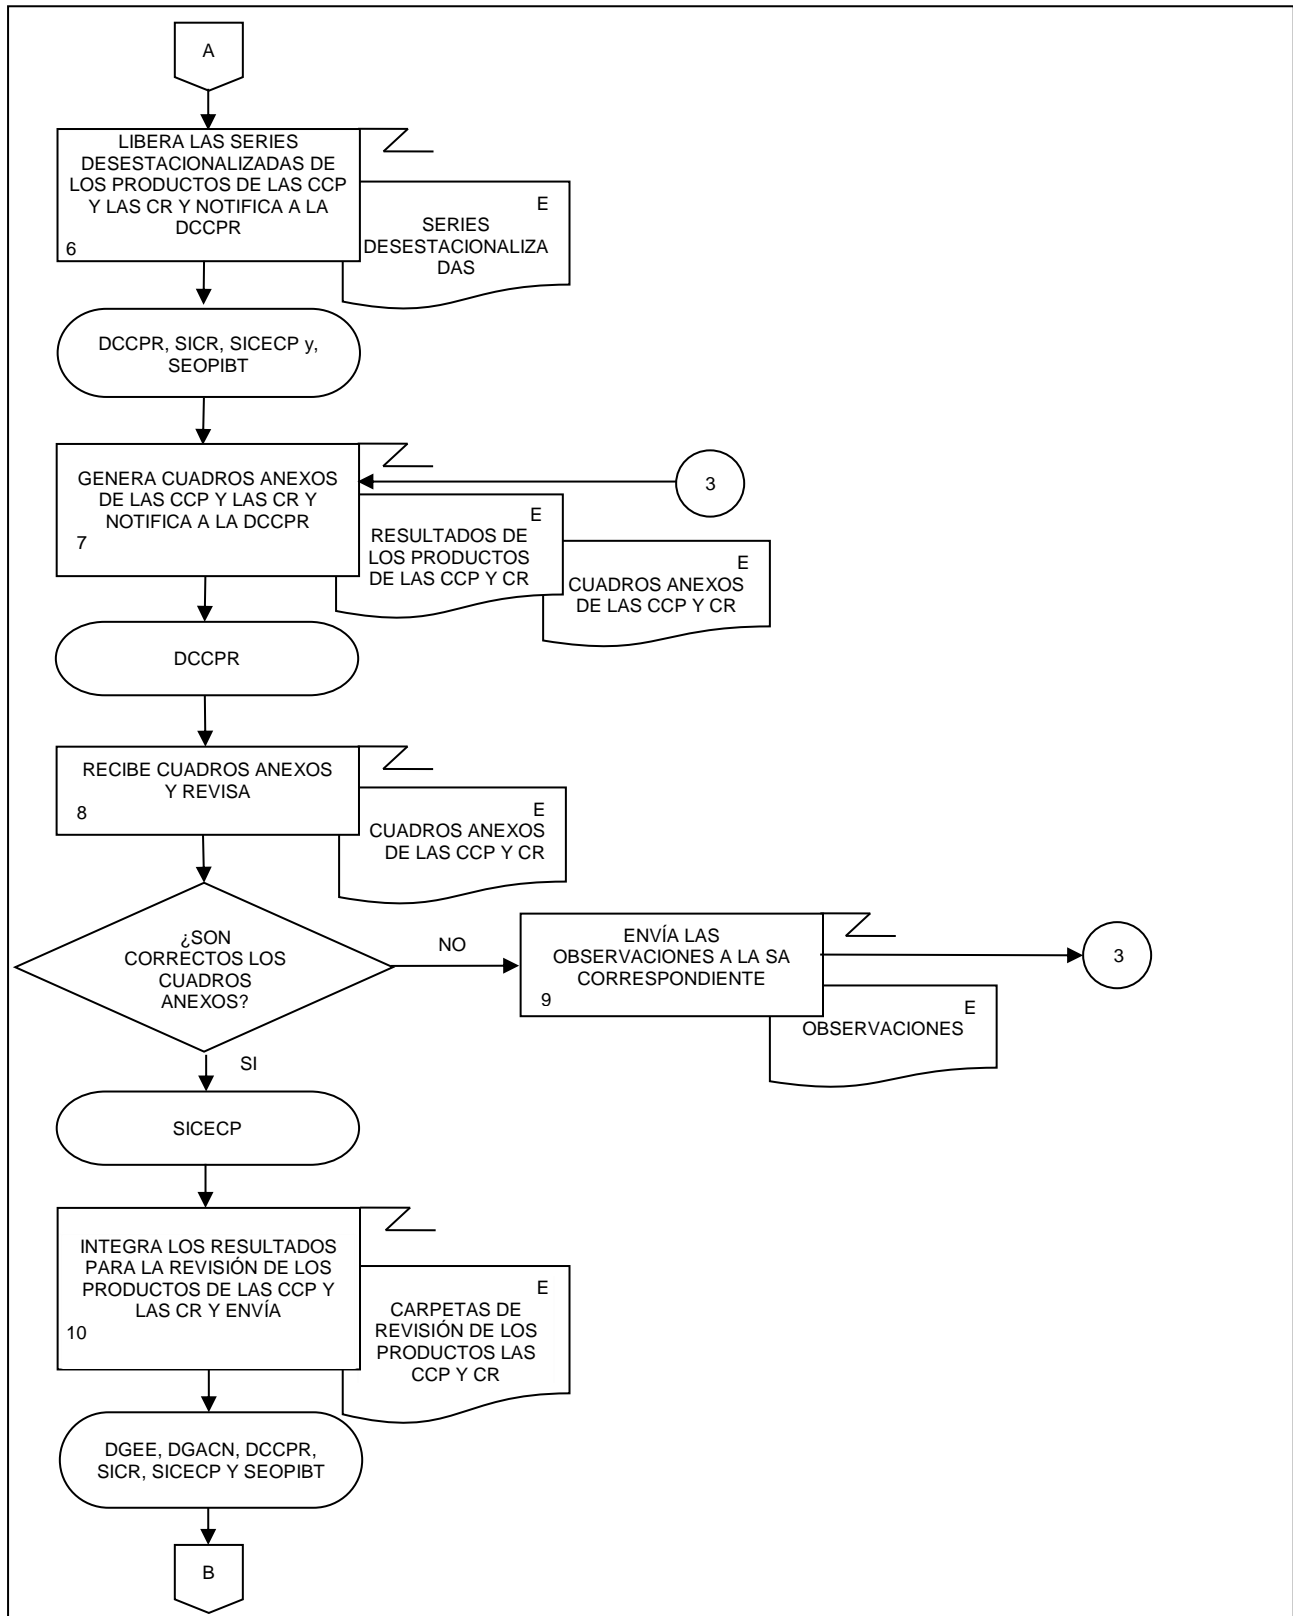 A
LIBERA LAS SERIES
DESESTACIONALIZADAS DE
LOS PRODUCTOS DE LAS CCP
Y LAS CR Y NOTIFICA A LA
DCCPR
6
E
SERIES
DESESTACIONALIZA
DAS
DCCPR, SICR, SICECP y,
SEOPIBT
GENERA CUADROS ANEXOS
DE LAS CCP Y LAS CR Y
NOTIFICA A LA DCCPR
7
3
E
RESULTADOS DE
LOS PRODUCTOS
DE LAS CCP Y CR
E
CUADROS ANEXOS
DE LAS CCP Y CR
DCCPR
RECIBE CUADROS ANEXOS
Y REVISA
8
E
CUADROS ANEXOS
DE LAS CCP Y CR
¿SON
CORRECTOS LOS
CUADROS
ANEXOS?
NO
ENVÍA LAS
OBSERVACIONES A LA SA
CORRESPONDIENTE
9
3
E
OBSERVACIONES
SI
SICECP
INTEGRA LOS RESULTADOS
PARA LA REVISIÓN DE LOS
PRODUCTOS DE LAS CCP Y
LAS CR Y ENVÍA
10
E
CARPETAS DE
REVISIÓN DE LOS
PRODUCTOS LAS
CCP Y CR
DGEE, DGACN, DCCPR,
SICR, SICECP Y SEOPIBT
B